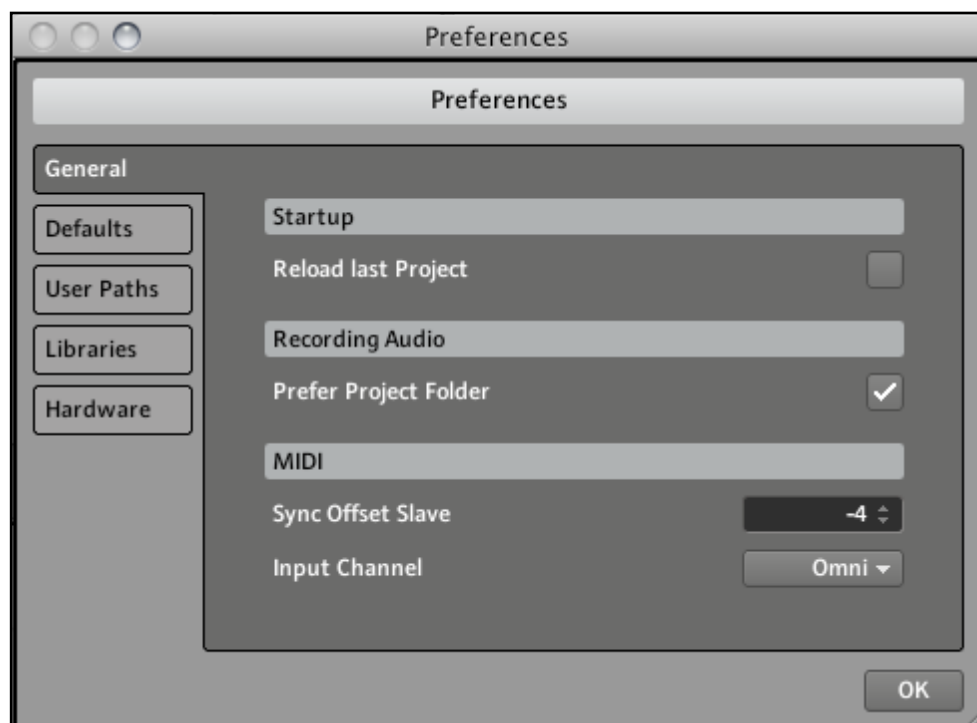 Preferences
Preferences
General
Defaults
User Paths
Libraries
Hardware
Startup
Reload last Project
Recording Audio
Prefer Project Folder
MIDI
Sync Offset Slave -4
Input Channel Omni
OK